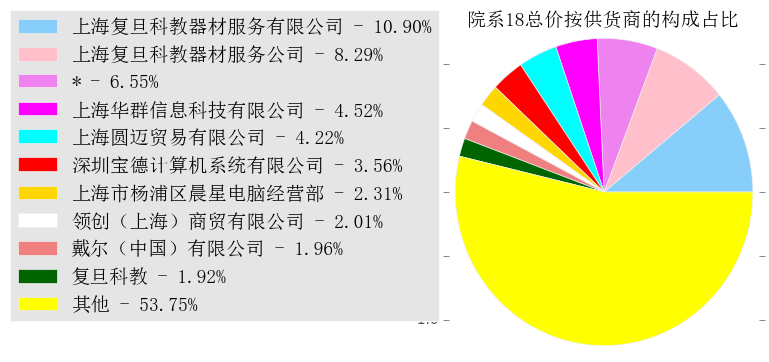 院系18总价按供货商的构成占比
上海复旦科教器材服务有限公司 - 10.90%
上海复旦科教器材服务公司 - 8.29%
* - 6.55%
上海华群信息科技有限公司 - 4.52%
上海圆迈贸易有限公司 - 4.22%
深圳宝德计算机系统有限公司 - 3.56%
上海市杨浦区晨星电脑经营部 - 2.31%
领创（上海）商贸有限公司 - 2.01%
戴尔（中国）有限公司 - 1.96%
复旦科教 - 1.92%
其他 - 53.75%